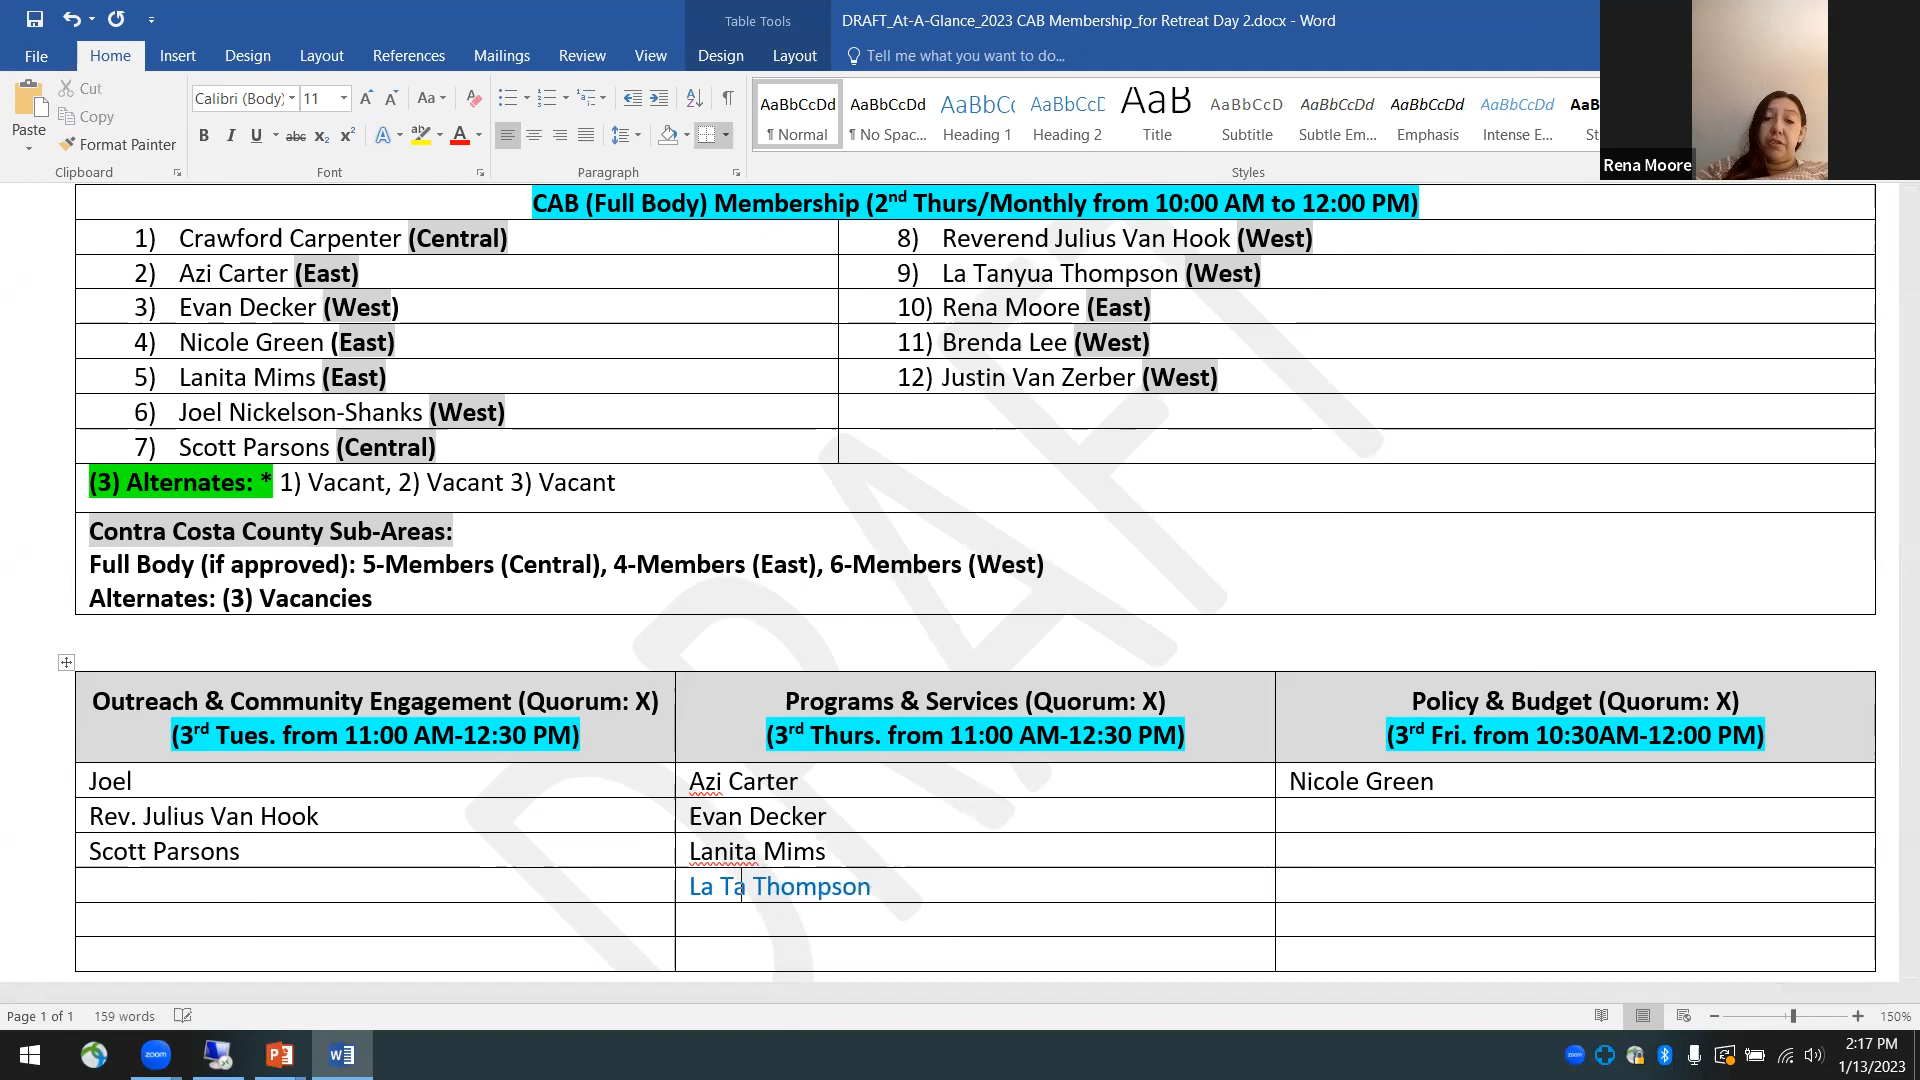 Table Tools
DRAFT_At-A-Glance_2023 CAB Membership_for Retreat Day 2.docx - Word
File Home Insert Design Layout References Mailings Review View Design Layout Tell me what you want to do...
Cut
Copy
Format Painter
Paste
Calibri (Body) 11
AaBbCcDd AaBbCcDd AaBbCc AaBbCcD AaB AaBbCcD AaBbCcDd AaBbCcDd AaBbCcDd AaBb
¶ Normal ¶ No Spac... Heading 1 Heading 2 Title Subtitle Subtle Em... Emphasis Intense E... St
Clipboard Font Paragraph Styles
Rena Moore
CAB (Full Body) Membership (2nd Thurs/Monthly from 10:00 AM to 12:00 PM)
1) Crawford Carpenter (Central)
8) Reverend Julius Van Hook (West)
2) Azi Carter (East)
9) La Tanyua Thompson (West)
3) Evan Decker (West)
10) Rena Moore (East)
4) Nicole Green (East)
11) Brenda Lee (West)
5) Lanita Mims (East)
12) Justin Van Zerber (West)
6) Joel Nickelson-Shanks (West)
7) Scott Parsons (Central)
(3) Alternates: * 1) Vacant, 2) Vacant 3) Vacant
Contra Costa County Sub-Areas:
Full Body (if approved): 5-Members (Central), 4-Members (East), 6-Members (West)
Alternates: (3) Vacancies
DRAFT
Outreach & Community Engagement (Quorum: X)
(3rd Tues. from 11:00 AM-12:30 PM)
Programs & Services (Quorum: X)
(3rd Thurs. from 11:00 AM-12:30 PM)
Policy & Budget (Quorum: X)
(3rd Fri. from 10:30AM-12:00 PM)
Joel
Azi Carter
Nicole Green
Rev. Julius Van Hook
Evan Decker
Scott Parsons
Lanita Mims
La Ta Thompson
Page 1 of 1 159 words
150%
zoom
2:17 PM
1/13/2023